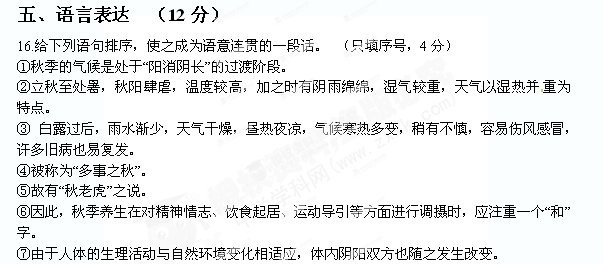 五、语言表达 （12 分）
16.给下列语句排序，使之成为语意连贯的一段话。 （只填序号，4 分）
①秋季的气候是处于“阳消阴长”的过渡阶段。
②立秋至处暑，秋阳肆虐，温度较高，加之时有阴雨绵绵，湿气较重，天气以湿热并重为
特点。
③ 白露过后，雨水渐少，天气干燥，昼热夜凉，气候寒热多变，稍有不慎，容易伤风感冒，
许多旧病也易复发。
④被称为“多事之秋”。
⑤故有“秋老虎”之说。
⑥因此，秋季养生在对精神情志、饮食起居、运动导引等方面进行调摄时，应注重一个“和”
字。
⑦由于人体的生理活动与自然环境变化相适应，体内阴阳双方也随之发生改变。